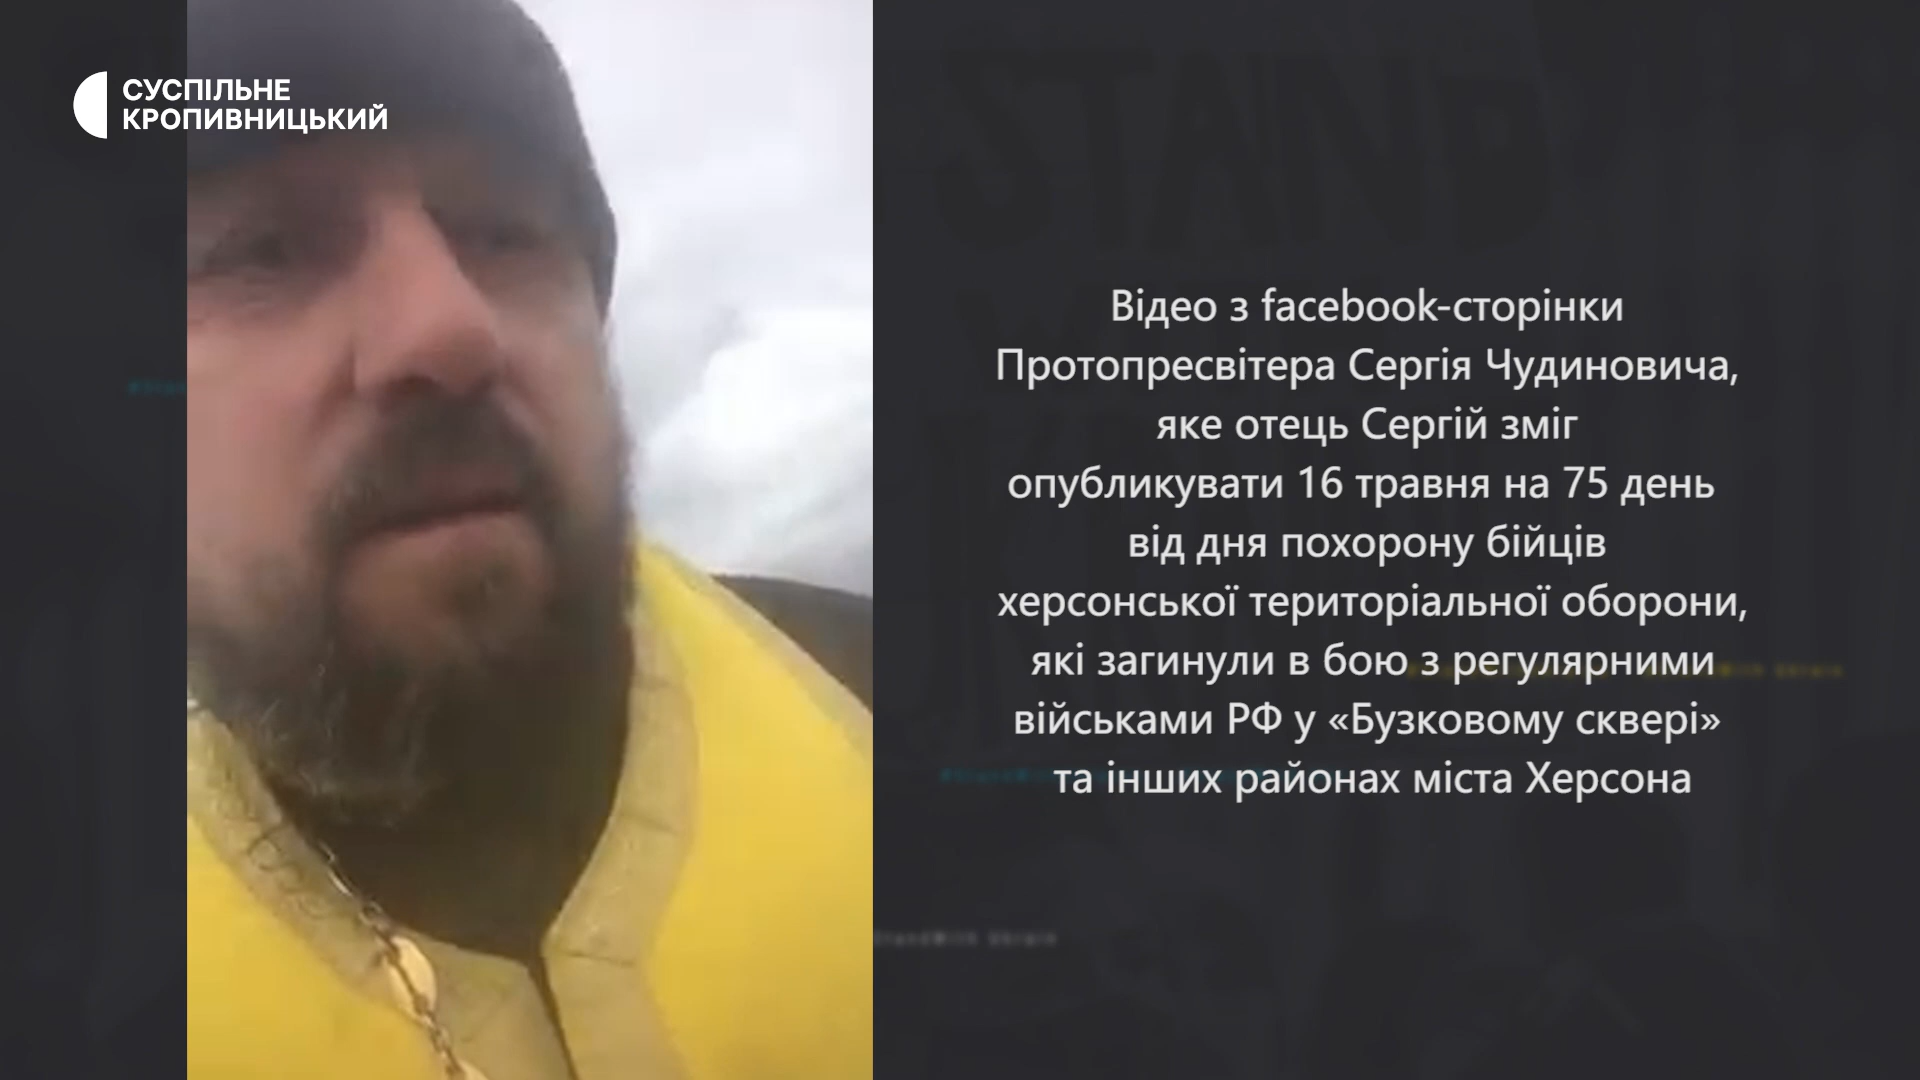 СУСПІЛЬНЕ
КРОПИВНИЦЬКИЙ
STAND
Відео з facebook-сторінки
Протопресвітера Сергія Чудиновича,
яке отець Сергій зміг
опубликувати 16 травня на 75 день
від дня похорону бійців
херсонської територіальної оборони,
які загинули в бою з регулярними
військами РФ у «Бузковому сквері»
та інших районах міста Херсона